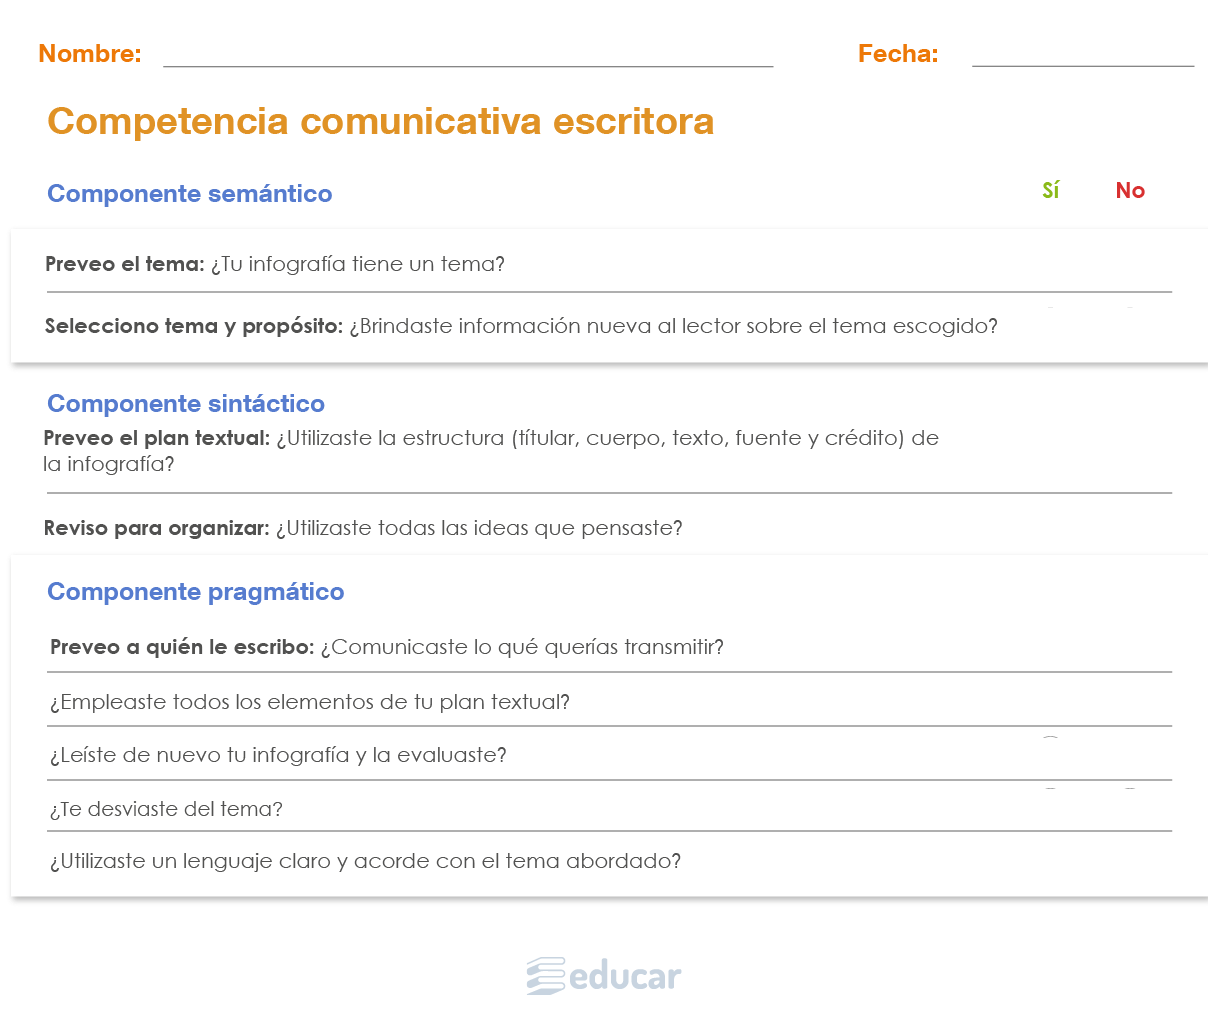 Nombre: Fecha:
Competencia comunicativa escritora
Componente semántico Sí No
Preveo el tema: ¿Tu infografía tiene un tema?
Selecciono tema y propósito: ¿Brindaste información nueva al lector sobre el tema escogido?
Componente sintáctico
Preveo el plan textual: ¿Utilizaste la estructura (títular, cuerpo, texto, fuente y crédito) de
la infografía?
Reviso para organizar: ¿Utilizaste todas las ideas que pensaste?
Componente pragmático
Preveo a quién le escribo: ¿Comunicaste lo qué querías transmitir?
¿Empleaste todos los elementos de tu plan textual?
¿Leíste de nuevo tu infografía y la evaluaste?
¿Te desviaste del tema?
¿Utilizaste un lenguaje claro y acorde con el tema abordado?
educar